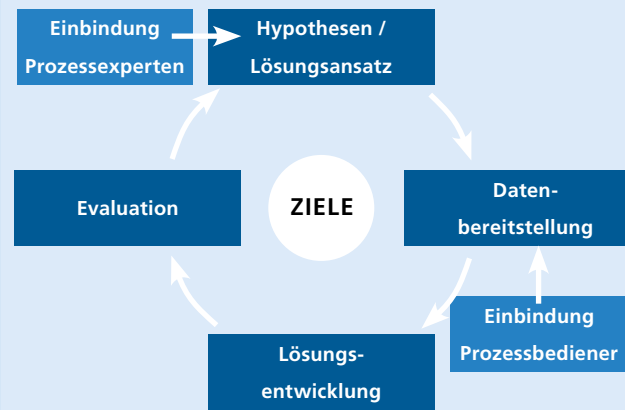 Einbindung
Prozessexperten
Hypothesen /
Lösungsansatz
Evaluation
ZIELE
Daten-
bereitstellung
Einbindung
Prozessbediener
Lösungs-
entwicklung